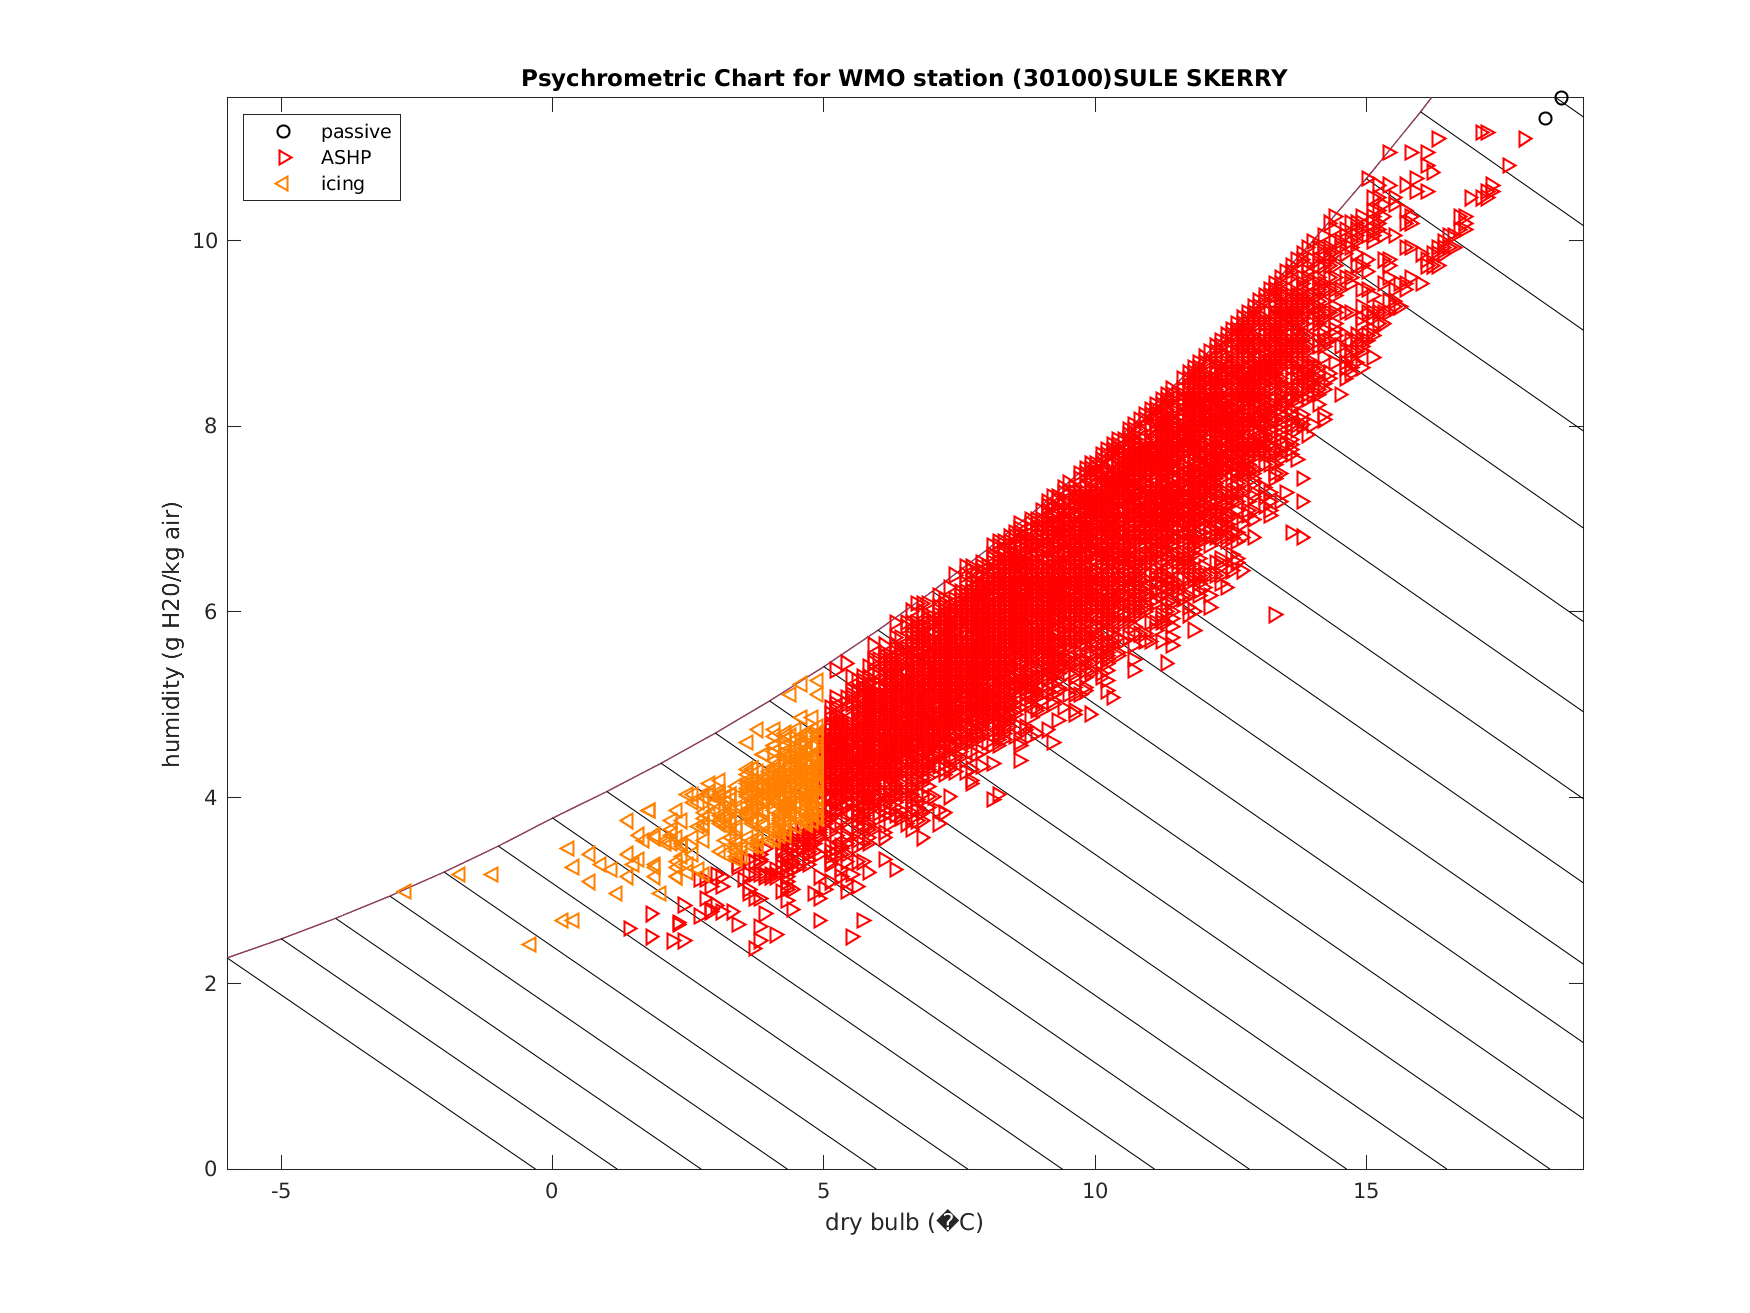 Psychrometric Chart for WMO station (30100)SULE SKERRY
passive
ASHP
icing
humidity (g H20/kg air)
10
8
6
4
2
0
-5 0 5 10 15
dry bulb (�C)